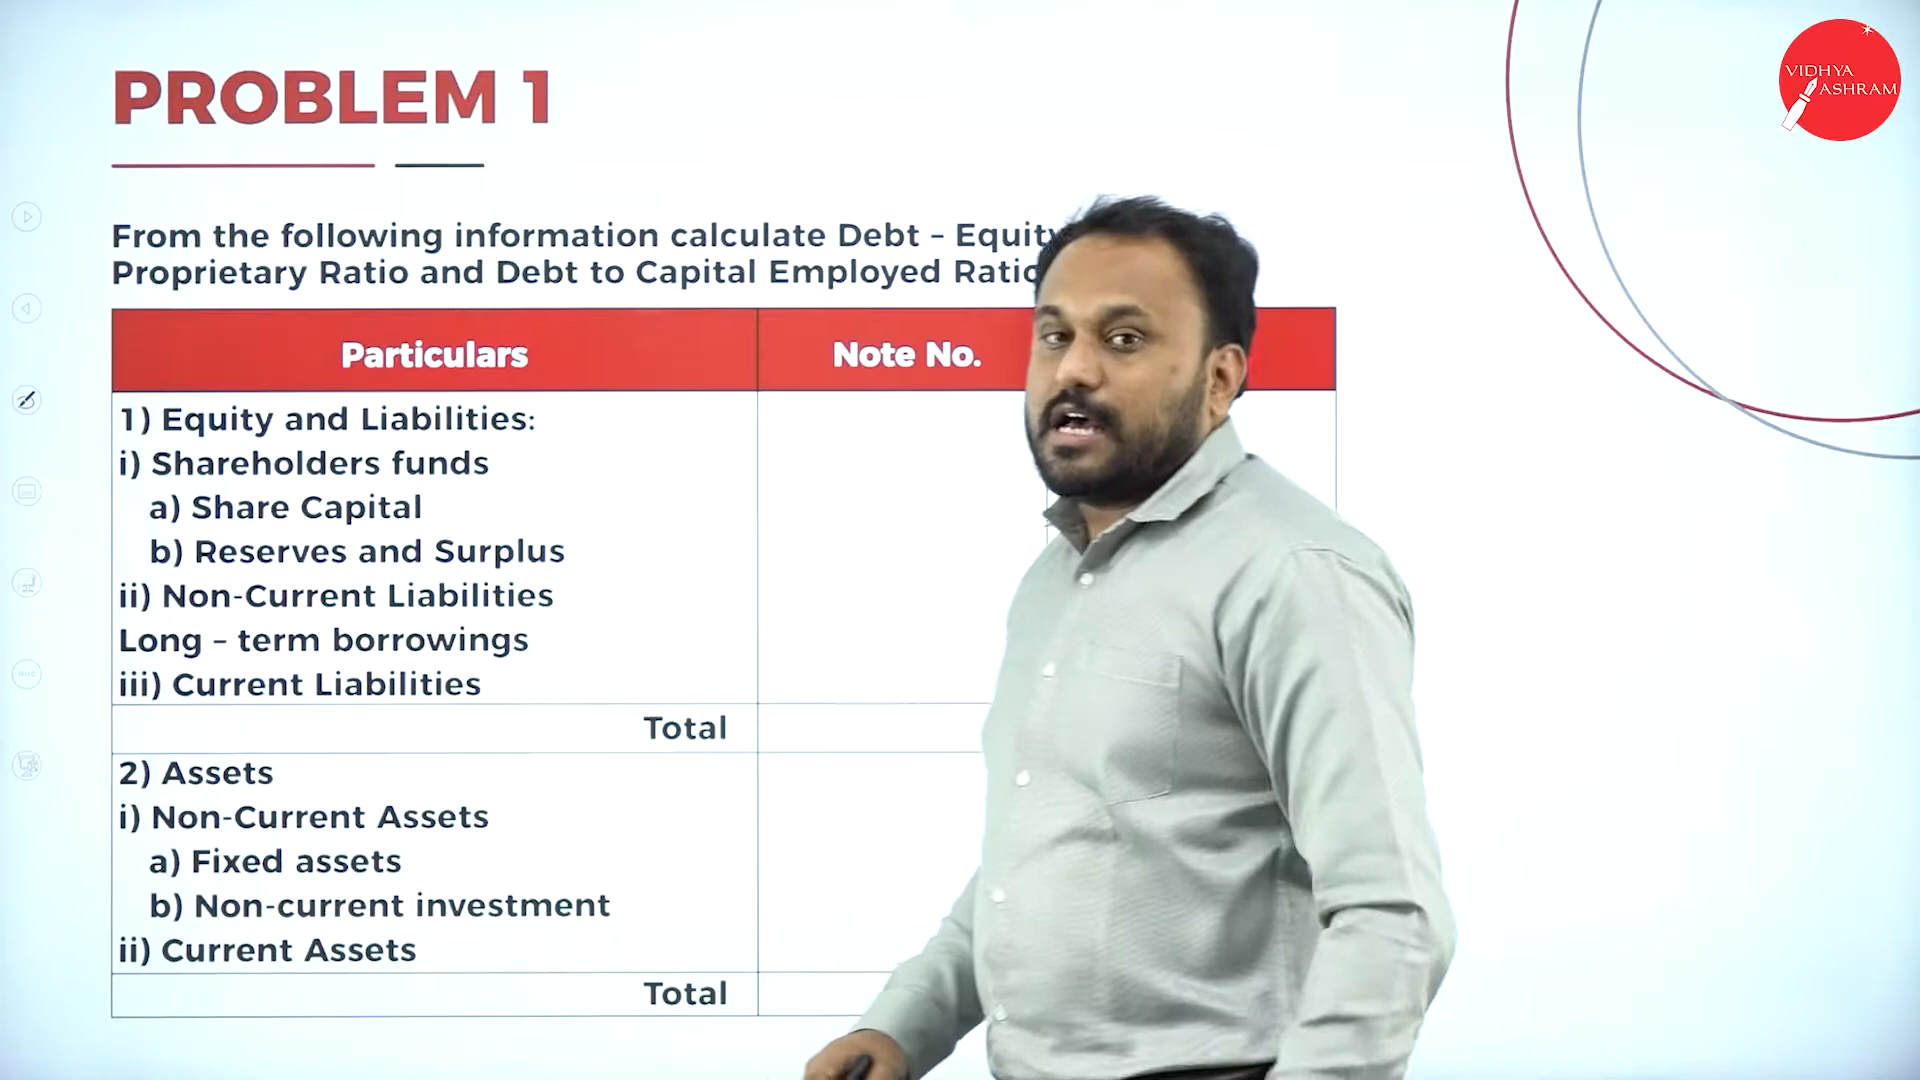 PROBLEM 1
VIDHYA
ASHRAM
From the following information calculate Debt – Equity
Proprietary Ratio and Debt to Capital Employed Ratio
Particulars
Note No.
1) Equity and Liabilities:
i) Shareholders funds
a) Share Capital
b) Reserves and Surplus
ii) Non-Current Liabilities
Long – term borrowings
iii) Current Liabilities
Total
2) Assets
i) Non-Current Assets
a) Fixed assets
b) Non-current investment
ii) Current Assets
Total